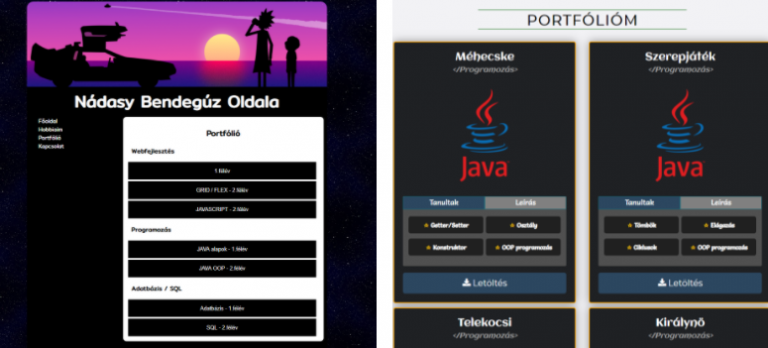 Nádasy Bendegúz Oldala
Főoldal
Hobbiaim
Portfólió
Kapcsolat
Portfólió
Webfejlesztés
1.félév
GRID / FLEX - 2.félév
JAVASCRIPT - 2 félév
Programozás
JAVA alapok - 1.félév
JAVA OOP - 2.félév
Adatbázis / SQL
Adatbázis - 1.félév
SQL - 2.félév
PORTFÓLIÓM
Méhecske
</Programozás>
Java
Tanultak Leírás
Getter/Setter Osztály
Konstruktor OOP programozás
Letöltés
Szerepjáték
</Programozás>
Java
Tanultak Leírás
Tömbök Elágazás
Ciklusok OOP programozás
Letöltés
Telekocsi
</Programozás>
Királynő
</Programozás>